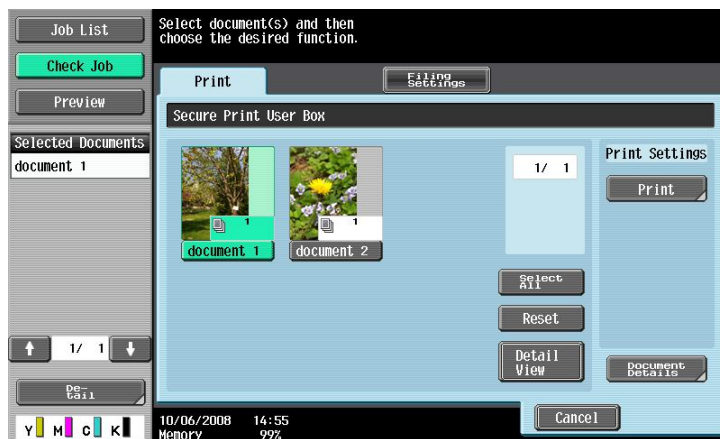 Job List
Check Job
Preview
Selected Documents
document 1
1/ 1
De-
tail
Y M C K
Select document(s) and then
choose the desired function.
Print
Filing
Settings
Secure Print User Box
1
document 1
1
document 2
1/ 1
Select
All
Reset
Detail
View
Print Settings
Print
Document
Details
10/06/2008 14:55
Memory 99%
Cancel